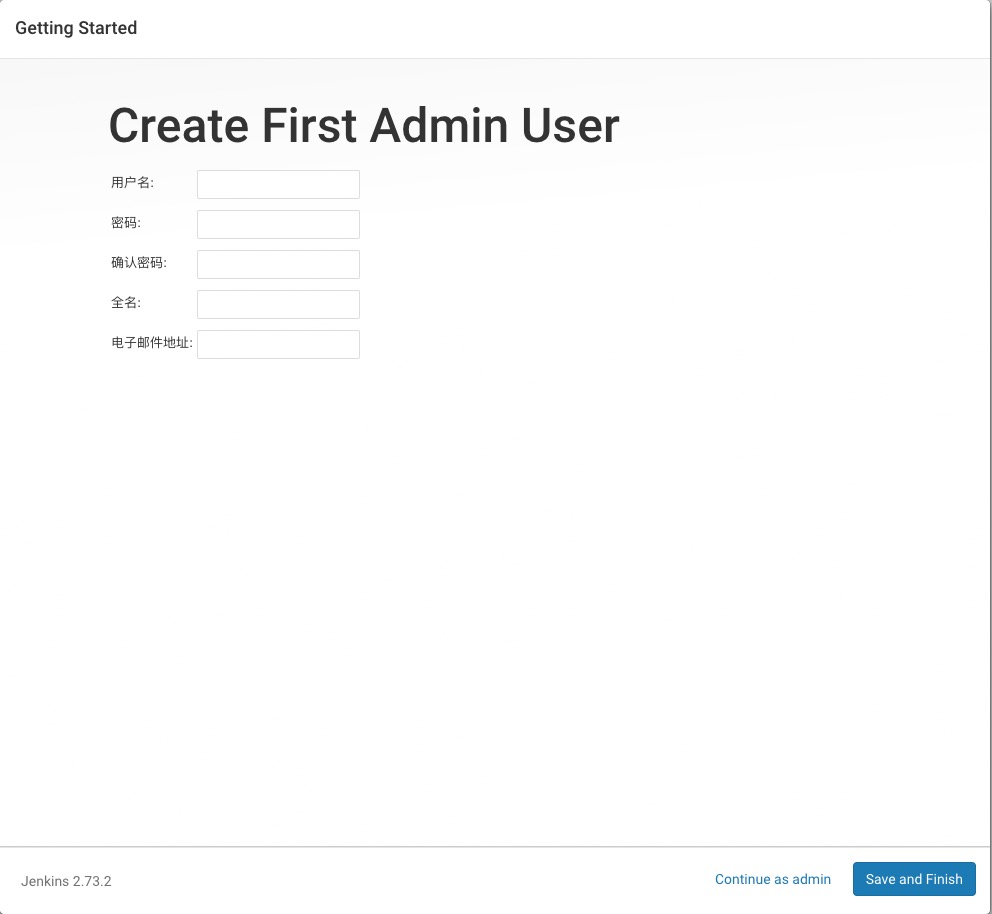 Getting Started
Create First Admin User
用户名:
密码:
确认密码:
全名:
电子邮件地址:
Jenkins 2.73.2
Continue as admin
Save and Finish